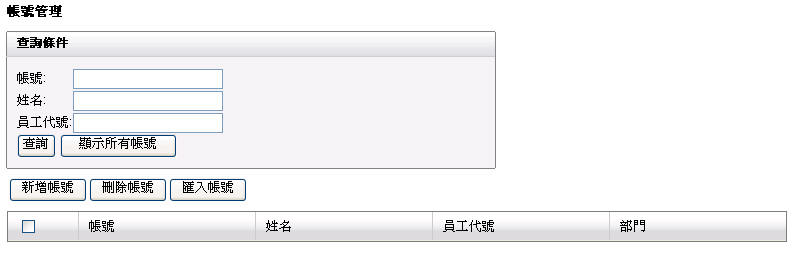 帳號管理
查詢條件
帳號:
姓名:
員工代號:
查詢 顯示所有帳號
新增帳號 刪除帳號 匯入帳號
帳號 姓名 員工代號 部門